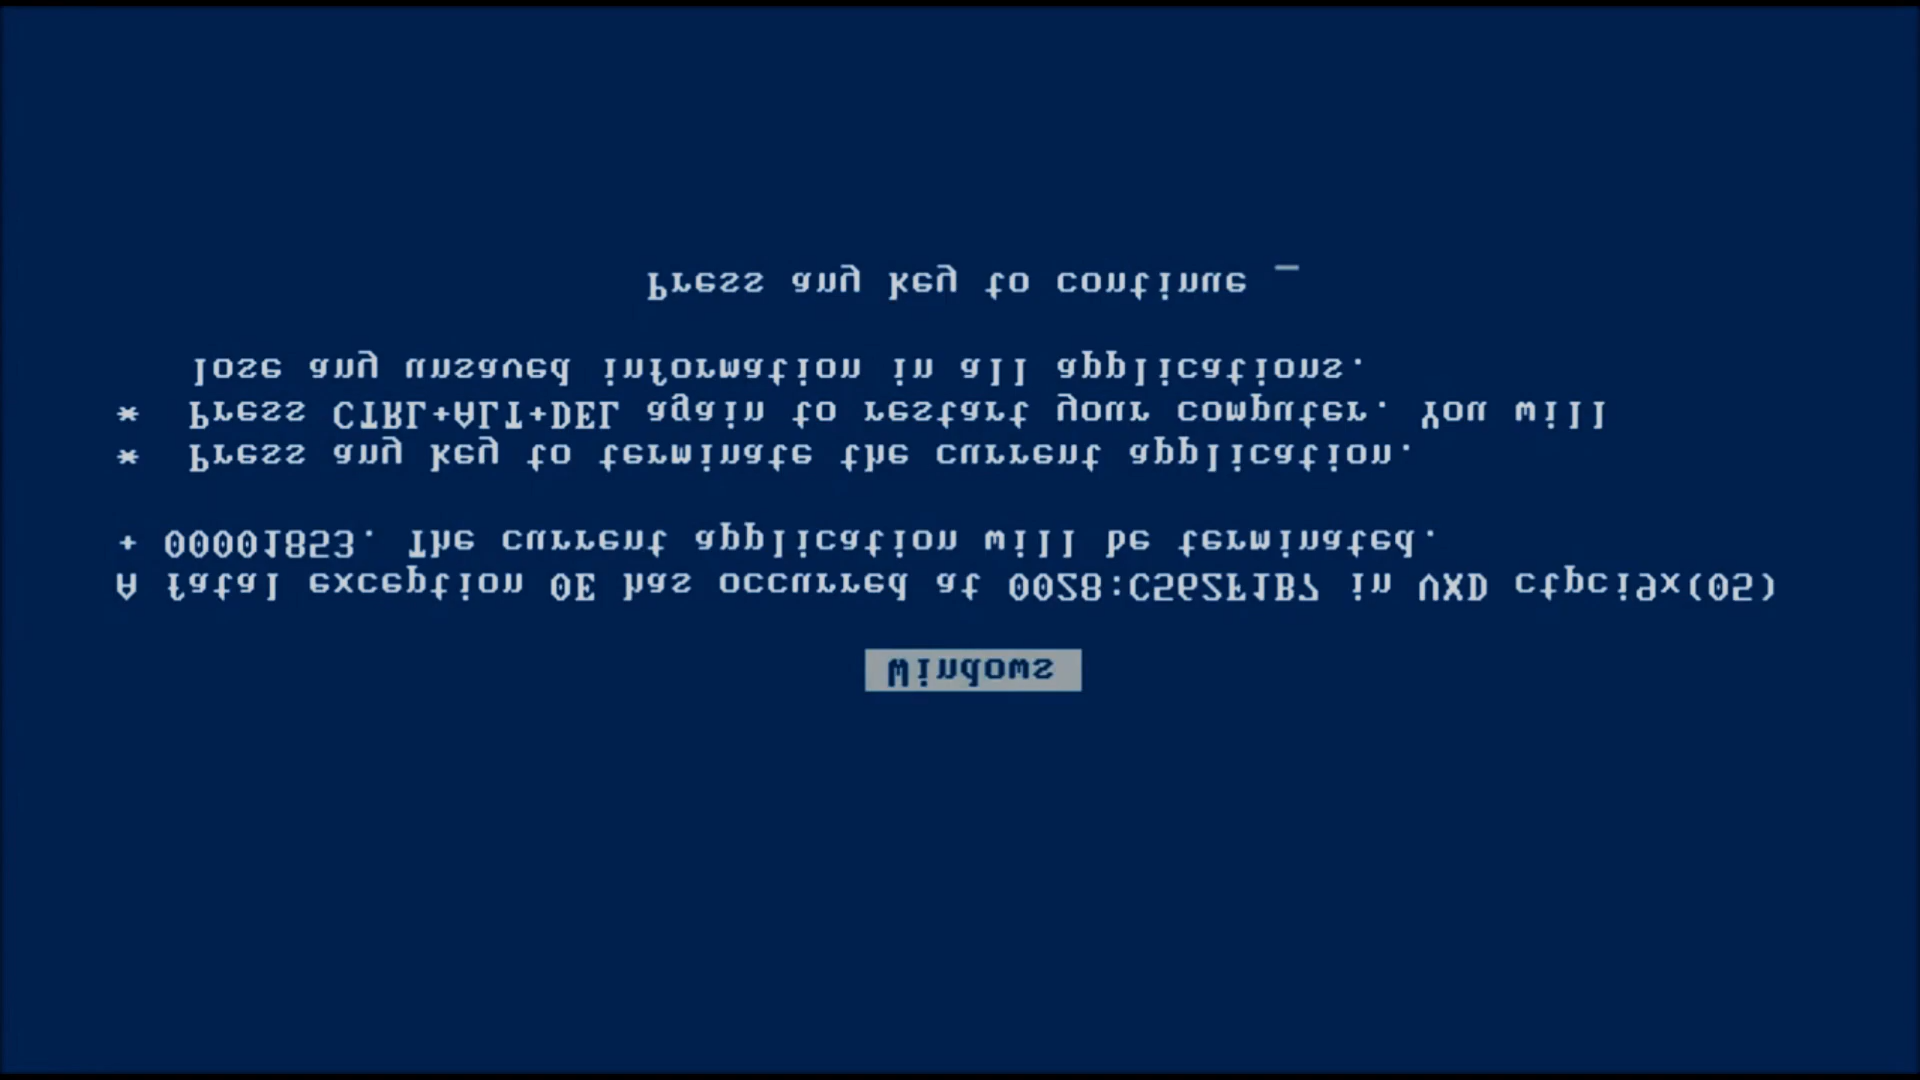 Windows
A fatal exception 0E has occurred at 0028:C562F1B7 in VXD ctpci9x(05)
+ 00001853. The current application will be terminated.
* Press any key to terminate the current application.
* Press CTRL+ALT+DEL again to restart your computer. You will
lose any unsaved information in all applications.
Press any key to continue _